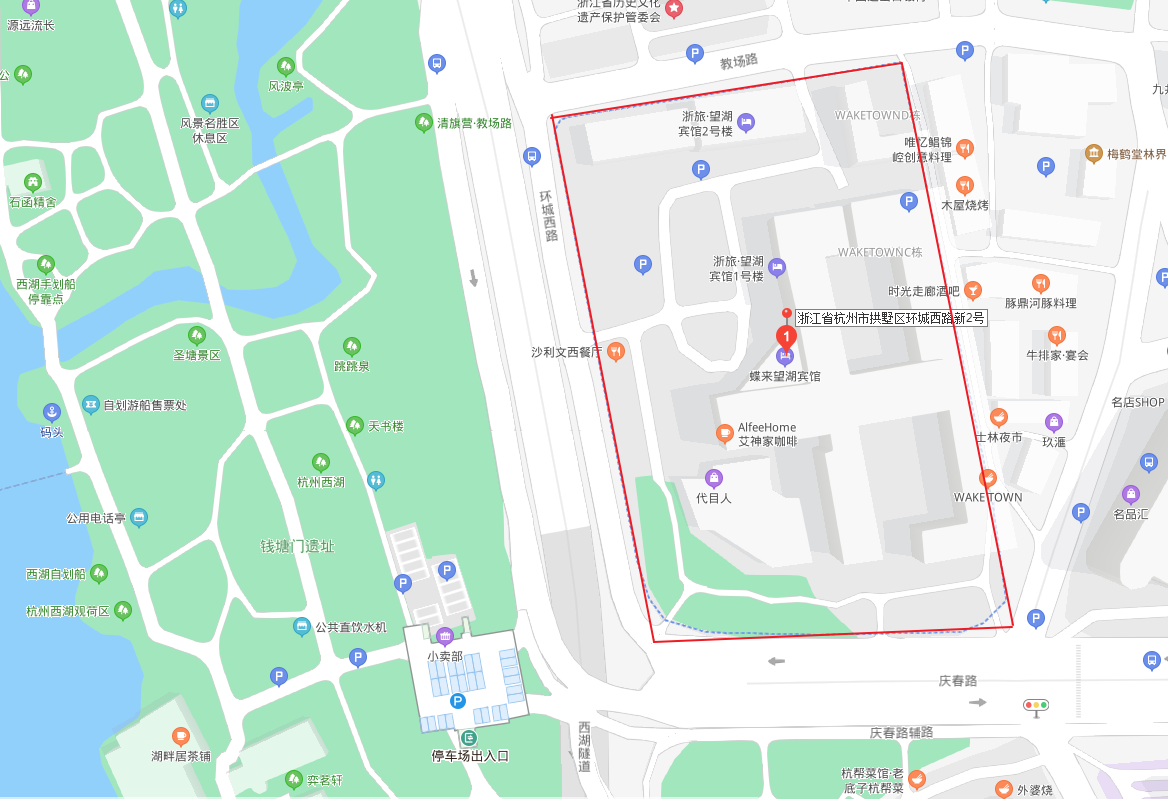 源远流长
浙江省历史文化
遗产保护管委会
教场路
公
风波亭
风景名胜区
休息区
清旗营·教场路
浙旅·望湖
宾馆2号楼
WAKETOWND栋
唯忆鲳锦
崆创意料理
梅鹤堂林界
石函精舍
木屋烧烤
环城西路
WAKETOWNC栋
浙旅·望湖
宾馆1号楼
西湖手划船
停靠点
时光走廊酒吧
豚鼎河豚料理
浙江省杭州市拱墅区环城西路新2号
1
圣塘景区
跳跳泉
沙利文西餐厅
蝶来望湖宾馆
牛排家·宴会
自划游船售票处
码头
天书楼
名店SHOP
AlfeeHome
艾神家咖啡
士林夜市
玖滙
杭州西湖
代目人
WAKETOWN
名品汇
公用电话亭
钱塘门遗址
西湖自划船
杭州西湖观荷区
公共直饮水机
小卖部
庆春路
庆春路辅路
西湖隧道
停车场出入口
湖畔居茶铺
弈茗轩
杭帮菜馆·老
底子杭帮菜
外婆烧